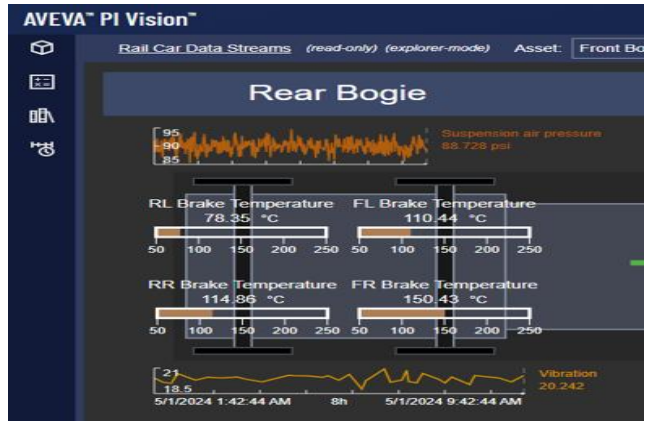 AVEVA™ PI Vision™
Rail Car Data Streams (read-only) (explorer-mode) Asset: Front Bo
Rear Bogie
95
90
85
Suspension air pressure
88.728 psi
RL Brake Temperature FL Brake Temperature
78.35 °C 110.44 °C
50 100 150 200 250 50 100 150 200 250
RR Brake Temperature FR Brake Temperature
114.86 °C 150.43 °C
50 100 150 200 250 50 100 150 200 250
21
18.5
Vibration
20.242
5/1/2024 1:42:44 AM 8h 5/1/2024 9:42:44 AM